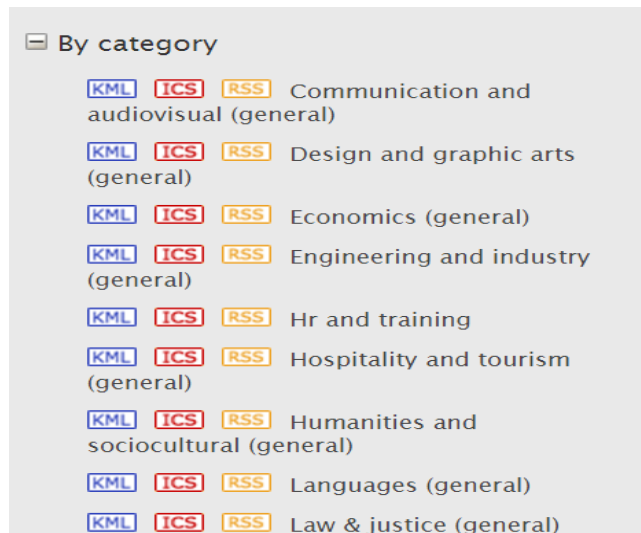 By category
KML ICS RSS Communication and
audiovisual (general)
KML ICS RSS Design and graphic arts
(general)
KML ICS RSS Economics (general)
KML ICS RSS Engineering and industry
(general)
KML ICS RSS Hr and training
KML ICS RSS Hospitality and tourism
(general)
KML ICS RSS Humanities and
sociocultural (general)
KML ICS RSS Languages (general)
KML ICS RSS Law & justice (general)